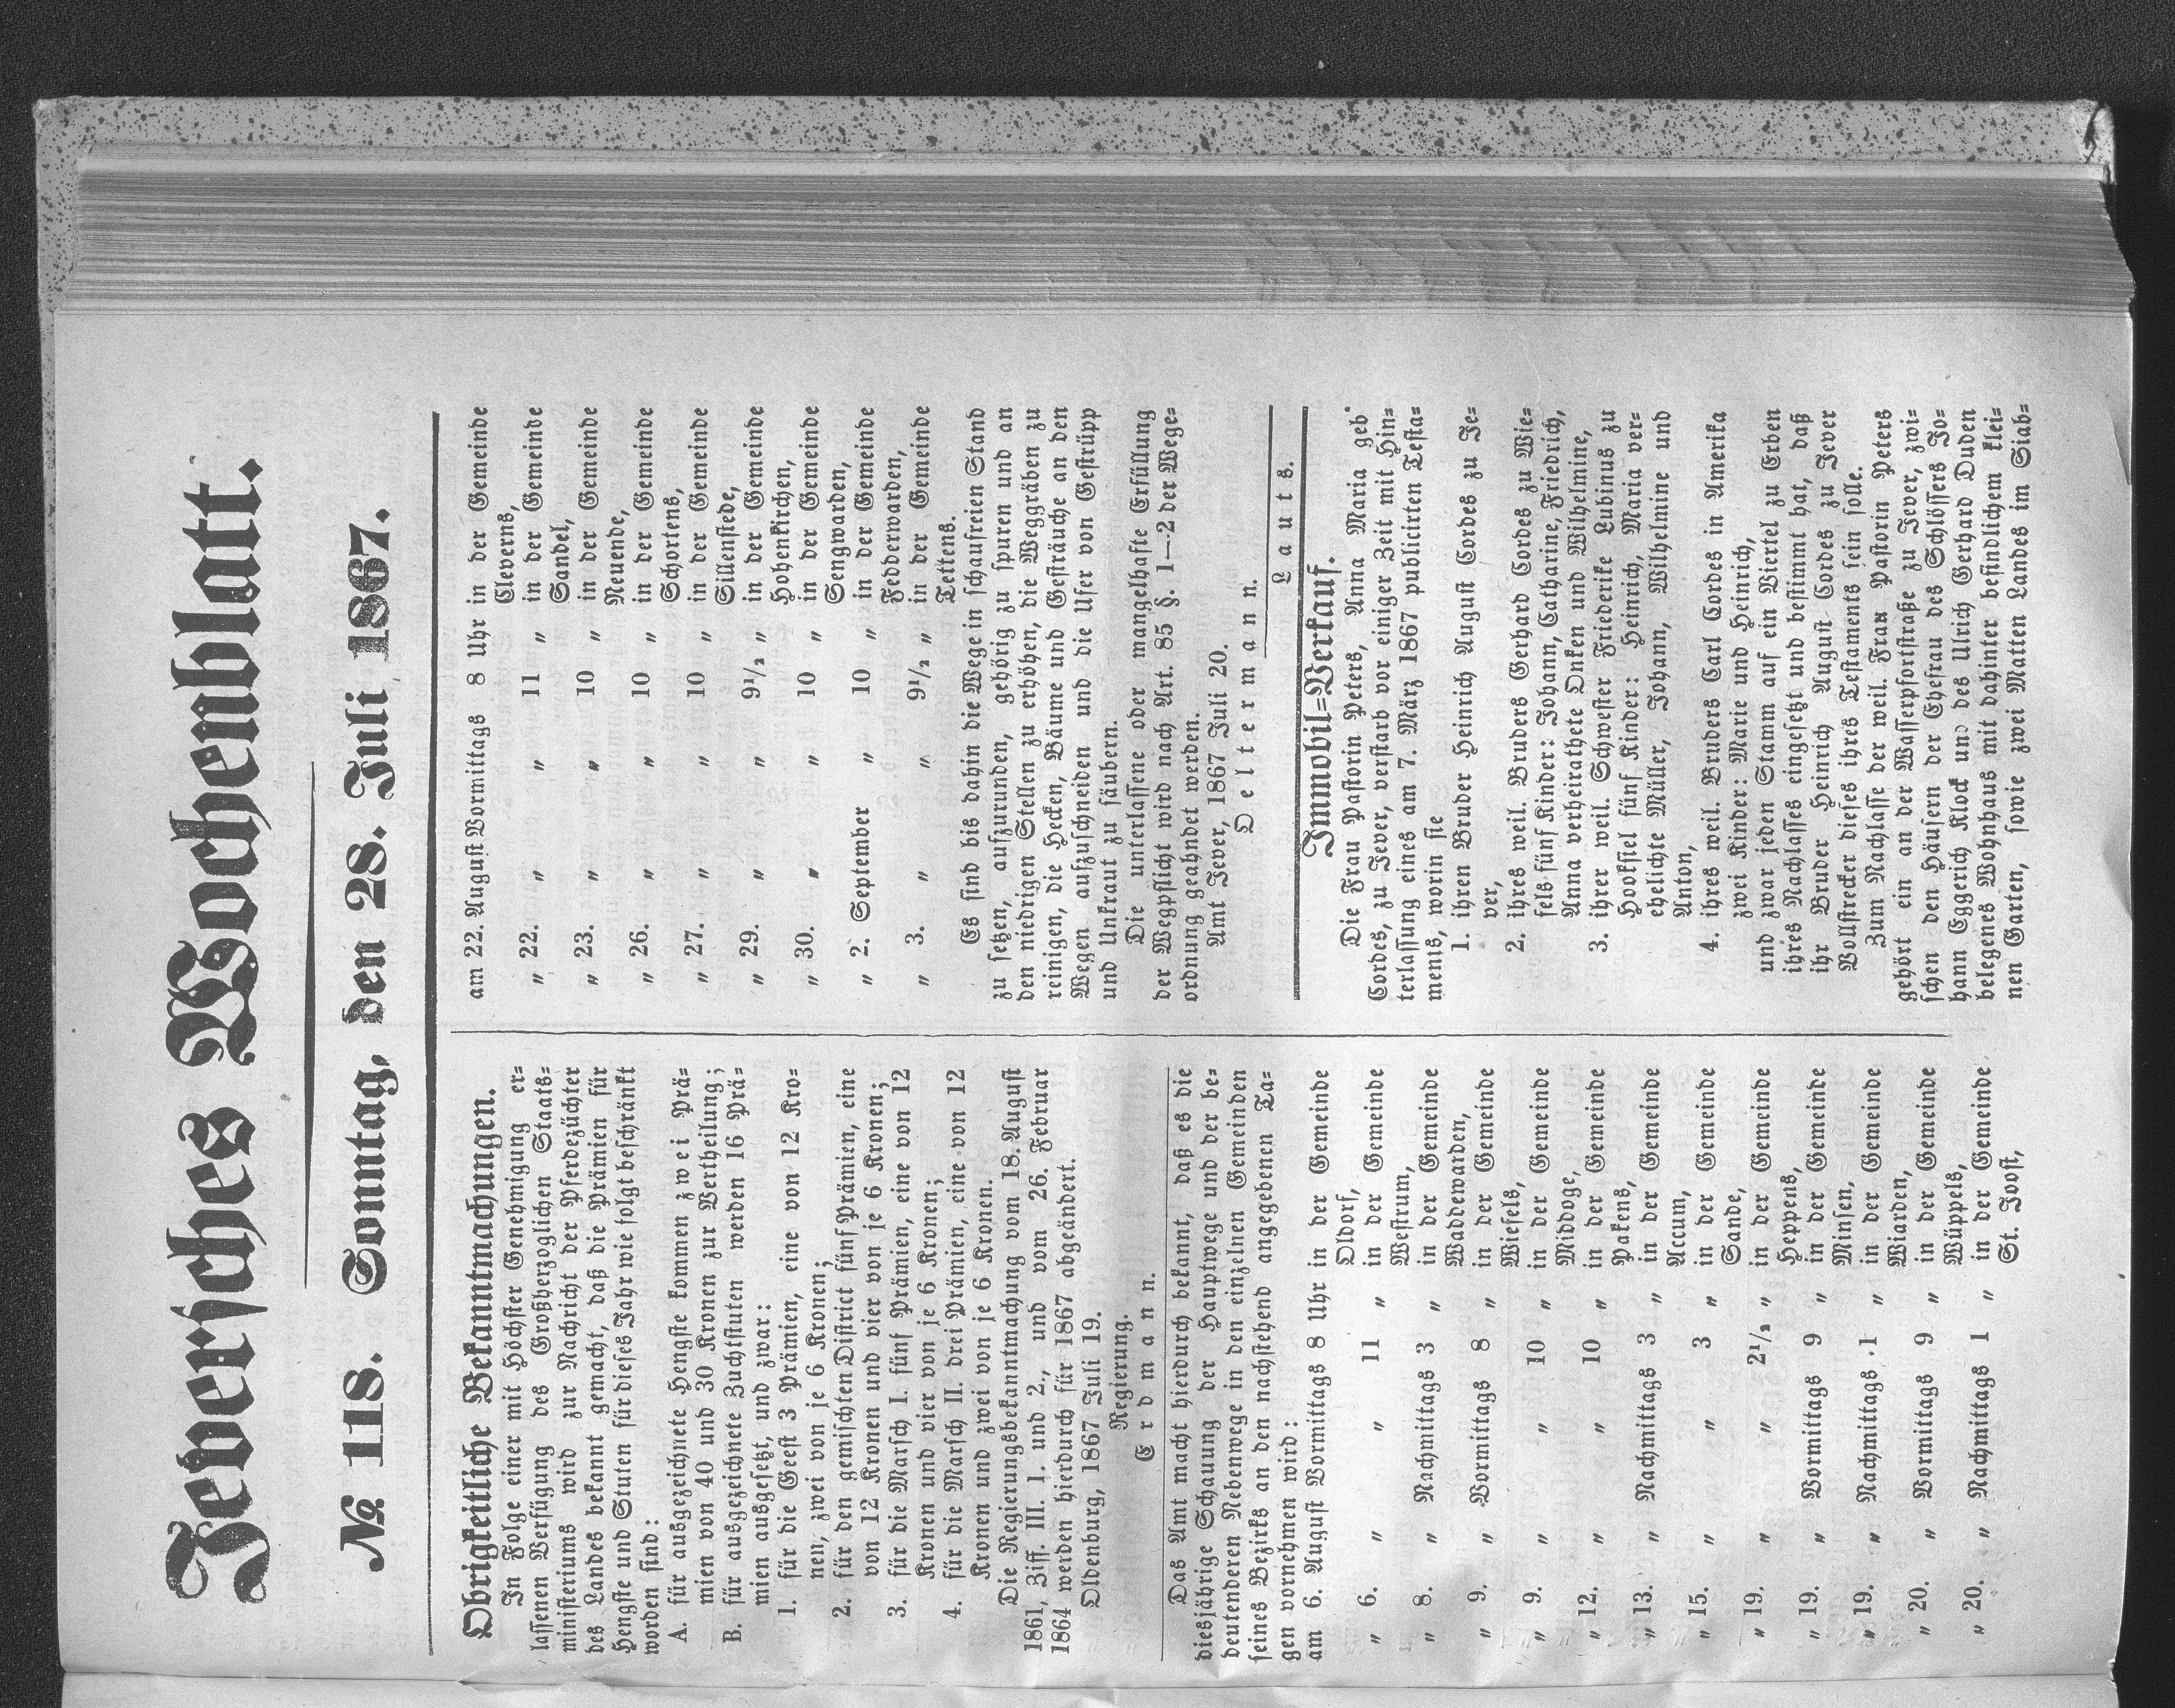 Jeversches Wochenblatt.
№ 118. Sonntag, den 28. Juli 1867.
Obrigkeitliche Bekanntmachungen.
In Folge einer mit Höchster Genehmigung er-
lassenen Verfügung des Großherzoglichen Staats-
ministeriums wird zur Nachricht der Pferdezüchter
des Landes bekannt gemacht, daß die Prämien für
Hengste und Stuten für dieses Jahr wie folgt beschränkt
worden sind:
A. für ausgezeichnete Hengste kommen zwei Prä-
mien von 40 und 30 Kronen zur Vertheilung;
B. für ausgezeichnete Zuchtstuten werden 16 Prä-
mien ausgesetzt, und zwar:
1. für die Geest 3 Prämien, eine von 12 Kro-
nen, zwei von je 6 Kronen;
2. für den gemischten District fünf Prämien, eine
von 12 Kronen und vier von je 6 Kronen;
3. für die Marsch I. fünf Prämien, eine von 12
Kronen und vier von je 6 Kronen;
4. für die Marsch II. drei Prämien, eine von 12
Kronen und zwei von je 6 Kronen.
Die Regierungsbekanntmachung vom 18. August
1861, Ziff. III. 1. und 2., und vom 26. Februar
1864 werden hierdurch für 1867 abgeändert.
Oldenburg, 1867 Juli 19.
Regierung.
Erdmann.
Das Amt macht hierdurch bekannt, daß es die
diesjährige Schauung der Hauptwege und der be-
deutenderen Nebenwege in den einzelnen Gemeinden
seines Bezirks an den nachstehend angegebenen Ta-
gen vornehmen wird:
am 6. August Vormittags 8 Uhr in der Gemeinde
Oldorf,
" 6. " " 11 " in der Gemeinde
Westrum,
" 8. " Nachmittags 3 " in der Gemeinde
Waddewarden,
" 9. " Vormittags 8 " in der Gemeinde
Wiefels,
" 9. " " 10 " in der Gemeinde
Middoge,
" 12. " " 10 " in der Gemeinde
Pakens,
" 13. " Nachmittags 3 " in der Gemeinde
Accum,
" 15. " " 3 " in der Gemeinde
Sande,
" 19. " " 2½ " in der Gemeinde
Heppens,
" 19. " Vormittags 9 " in der Gemeinde
Minsen,
" 19. " Nachmittags 1 " in der Gemeinde
Wiarden,
" 20. " Vormittags 9 " in der Gemeinde
Wüppels,
" 20. " Nachmittags 1 " in der Gemeinde
St. Joost,
am 22. August Vormittags 8 Uhr in der Gemeinde
Cleverns,
" 22. " " 11 " in der Gemeinde
Sandel,
" 23. " " 10 " in der Gemeinde
Neuende,
" 26. " " 10 " in der Gemeinde
Schortens,
" 27. " " 10 " in der Gemeinde
Sillenstede,
" 29. " " 9½ " in der Gemeinde
Hohenkirchen,
" 30. " " 10 " in der Gemeinde
Sengwarden,
" 2. September " 10 " in der Gemeinde
Fedderwarden,
" 3. " " 9½ " in der Gemeinde
Tettens.
Es sind bis dahin die Wege in schaufreien Stand
zu setzen, aufzurunden, gehörig zu spuren und an
den niedrigen Stellen zu erhöhen, die Weggräben zu
reinigen, die Hecken, Bäume und Gesträuche an den
Wegen aufzuschneiden und die Ufer von Gestrüpp
und Unkraut zu säubern.
Die unterlassene oder mangelhafte Erfüllung
der Wegpflicht wird nach Art. 85 §. 1–2 der Wege-
ordnung geahndet werden.
Amt Jever, 1867 Juli 20.
Deltermann.
Lauts.
Immobil-Verkauf.
Die Frau Pastorin Peters, Anna Maria geb.
Cordes, zu Jever, verstarb vor einiger Zeit mit Hin-
terlassung eines am 7. März 1867 publicirten Testa-
ments, worin sie
1. ihren Bruder Heinrich August Cordes zu Je-
ver,
2. ihres weil. Bruders Gerhard Cordes zu Wie-
fels fünf Kinder: Johann, Catharine, Friedrich,
Anna verheirathete Onken und Wilhelmine,
3. ihrer weil. Schwester Friederike Lubinus zu
Hooksiel fünf Kinder: Heinrich, Maria ver-
ehelichte Müller, Johann, Wilhelmine und
Anton,
4. ihres weil. Bruders Carl Cordes in Amerika
zwei Kinder: Marie und Heinrich,
und zwar jeden Stamm auf ein Viertel zu Erben
ihres Nachlasses eingesetzt und bestimmt hat, daß
ihr Bruder Heinrich August Cordes zu Jever
Vollstrecker dieses ihres Testaments sein solle.
Zum Nachlasse der weil. Frau Pastorin Peters
gehört ein an der Wasserpfortstraße zu Jever, zwi-
schen den Häusern der Ehefrau des Schlössers Jo-
hann Eggerich Klock und des Ulrich Gerhard Duden
belegenes Wohnhaus mit dahinter befindlichem klei-
nen Garten, sowie zwei Matten Landes im Siab-